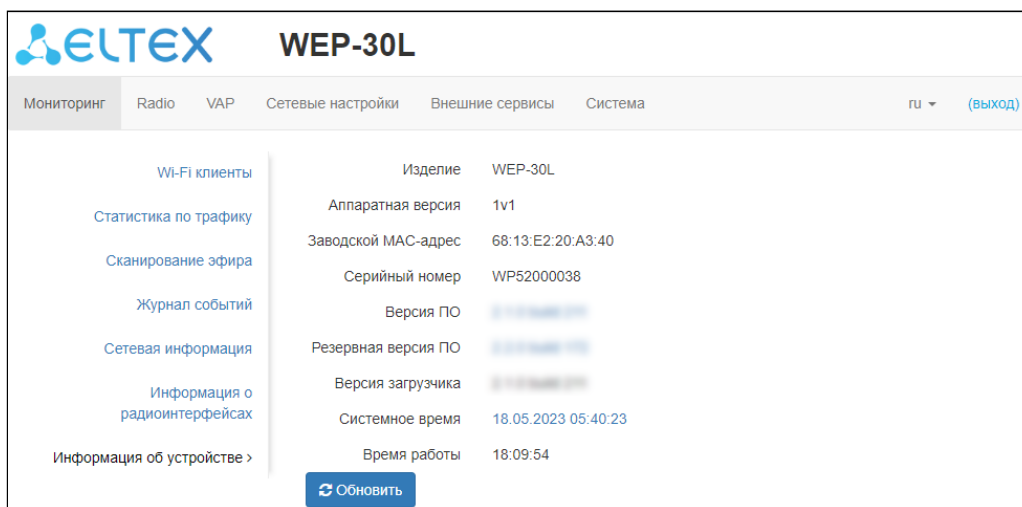 ELTEX WEP-30L
Мониторинг Radio VAP Сетевые настройки Внешние сервисы Система ru (выход)
Wi-Fi клиенты
Статистика по трафику
Сканирование эфира
Журнал событий
Сетевая информация
Информация о
радиоинтерфейсах
Информация об устройстве >
Изделие WEP-30L
Аппаратная версия 1v1
Заводской MAC-адрес 68:13:E2:20:A3:40
Серийный номер WP52000038
Версия ПО
Резервная версия ПО
Версия загрузчика
Системное время 18.05.2023 05:40:23
Время работы 18:09:54
Обновить